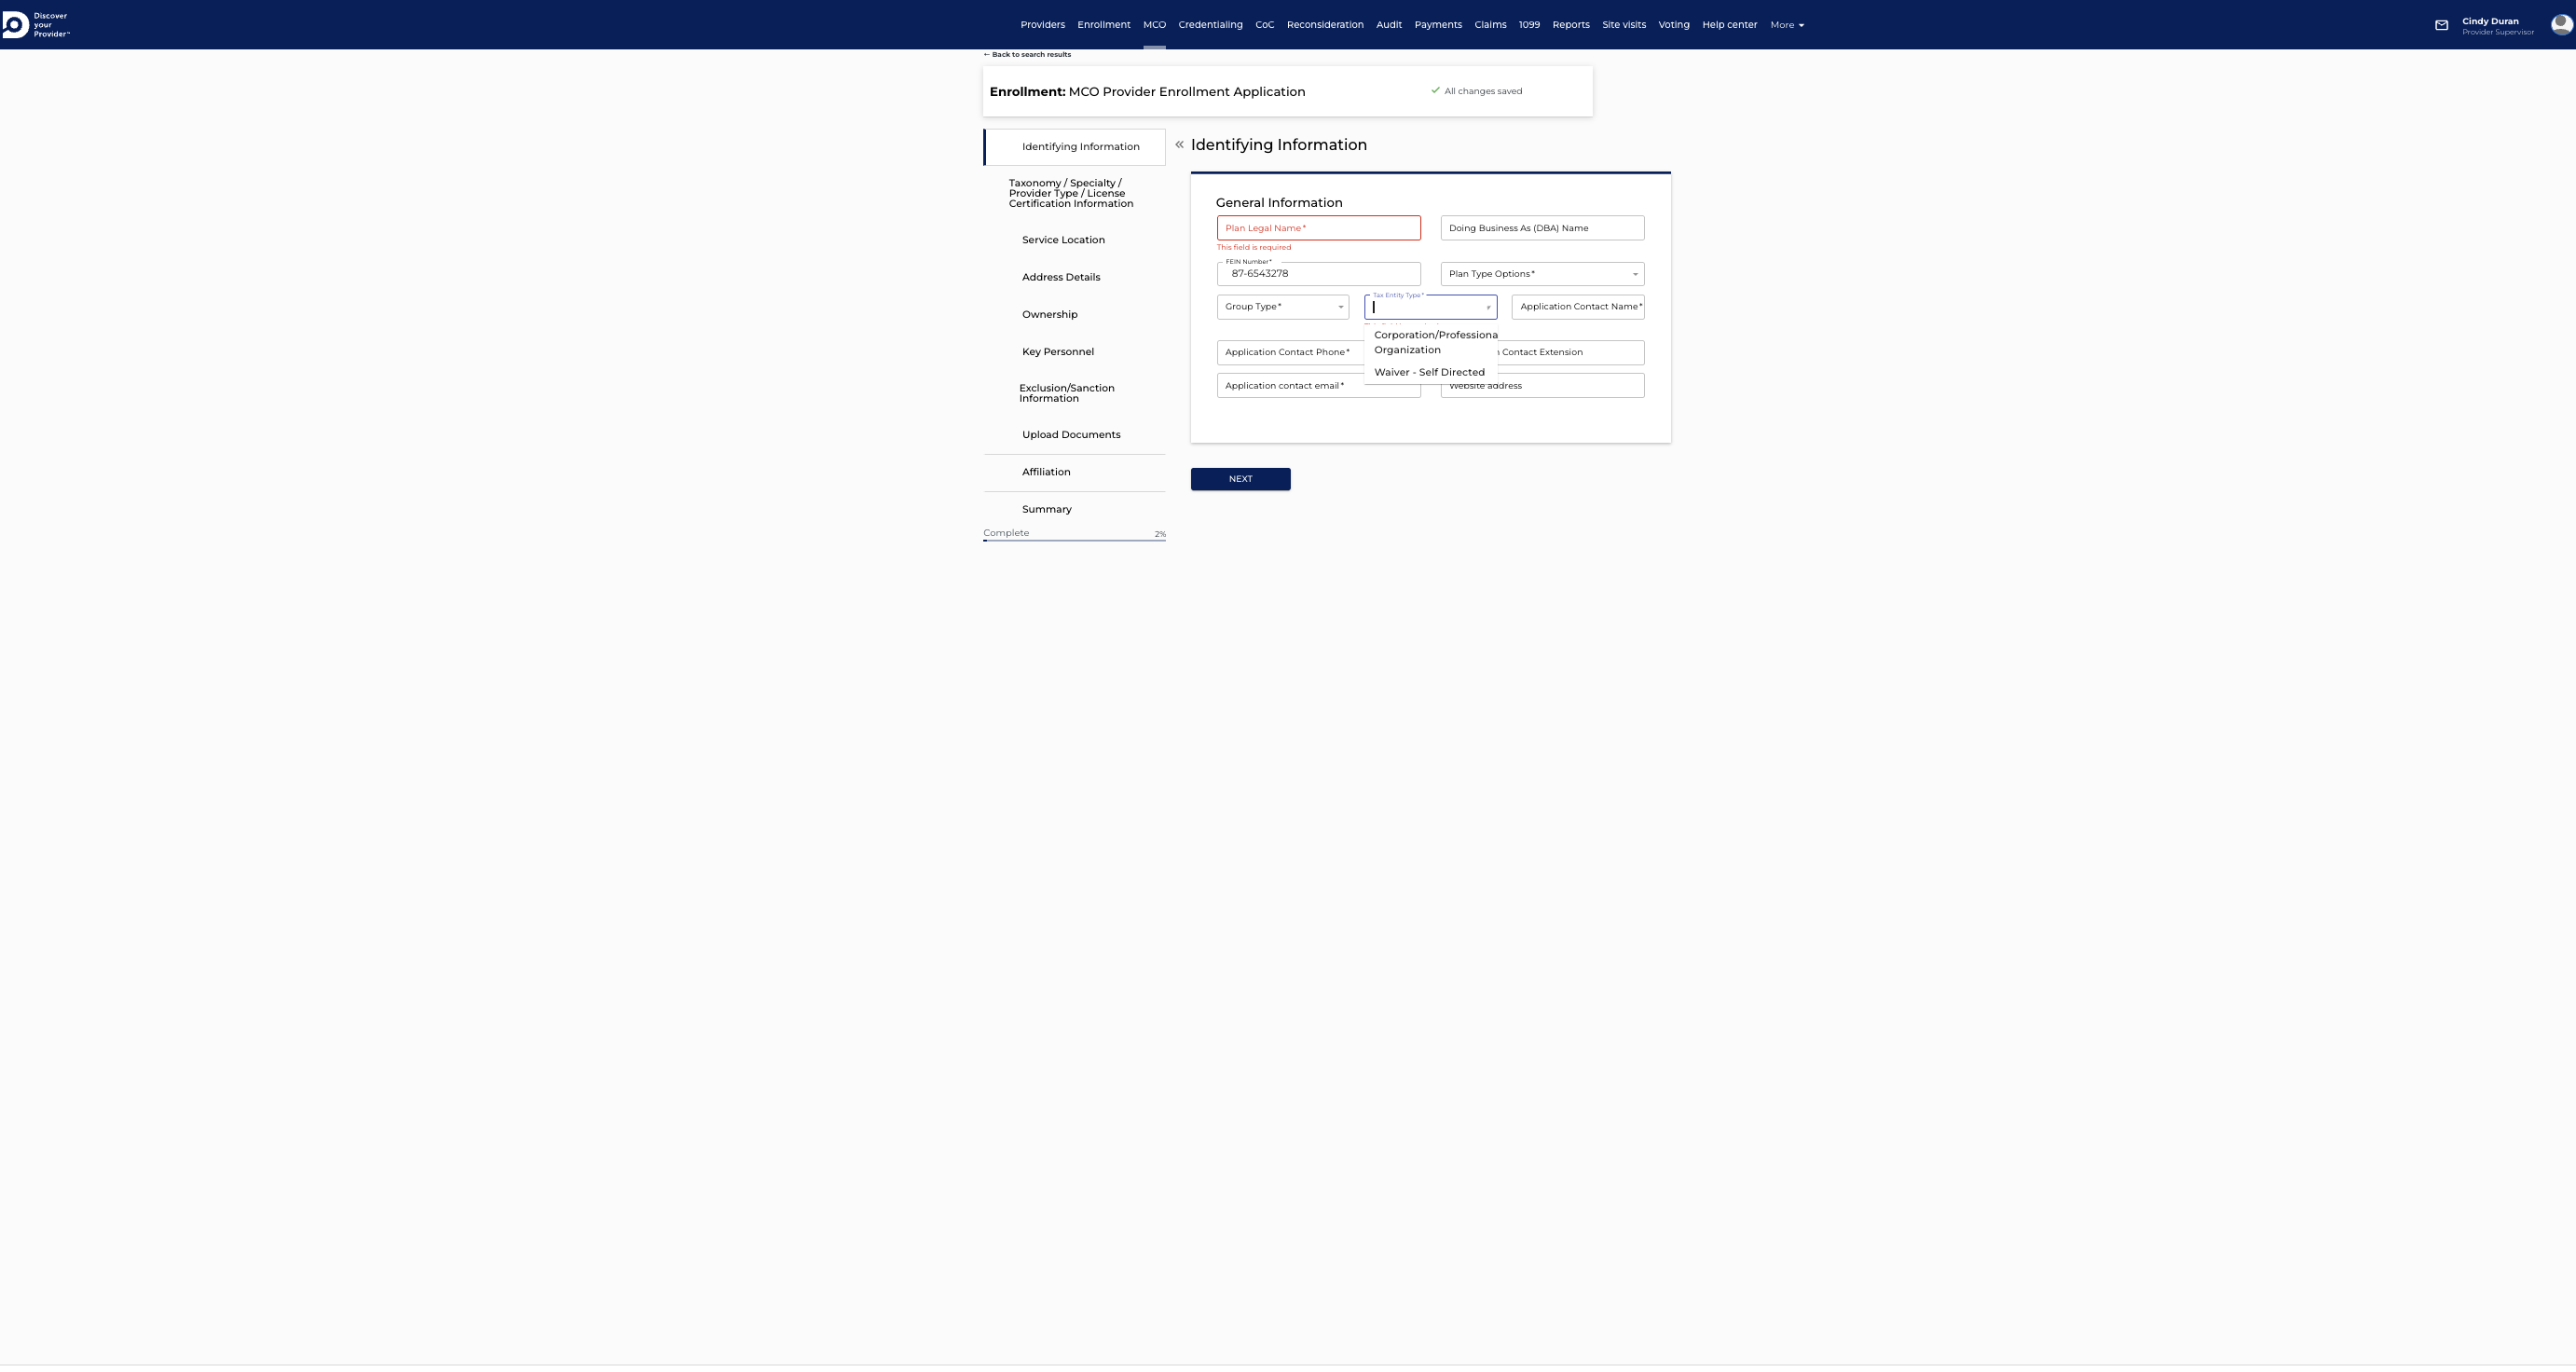 Discover
your
Provider™
Providers Enrollment MCO Credentialing CoC Reconsideration Audit Payments Claims 1099 Reports Site visits Voting Help center More
Cindy Duran
Provider Supervisor
← Back to search results
Enrollment: MCO Provider Enrollment Application
All changes saved
Identifying Information
Taxonomy / Specialty /
Provider Type / License
Certification Information
Service Location
Address Details
Ownership
Key Personnel
Exclusion/Sanction
Information
Upload Documents
Affiliation
Summary
Complete 2%
« Identifying Information
General Information
Plan Legal Name *
Doing Business As (DBA) Name
This field is required
FEIN Number *
87-6543278
Plan Type Options *
Group Type *
Tax Entity Type *
Application Contact Name *
Corporation/Professiona
Organization
Waiver - Self Directed
Application Contact Phone *
Contact Extension
Application contact email *
Website address
NEXT